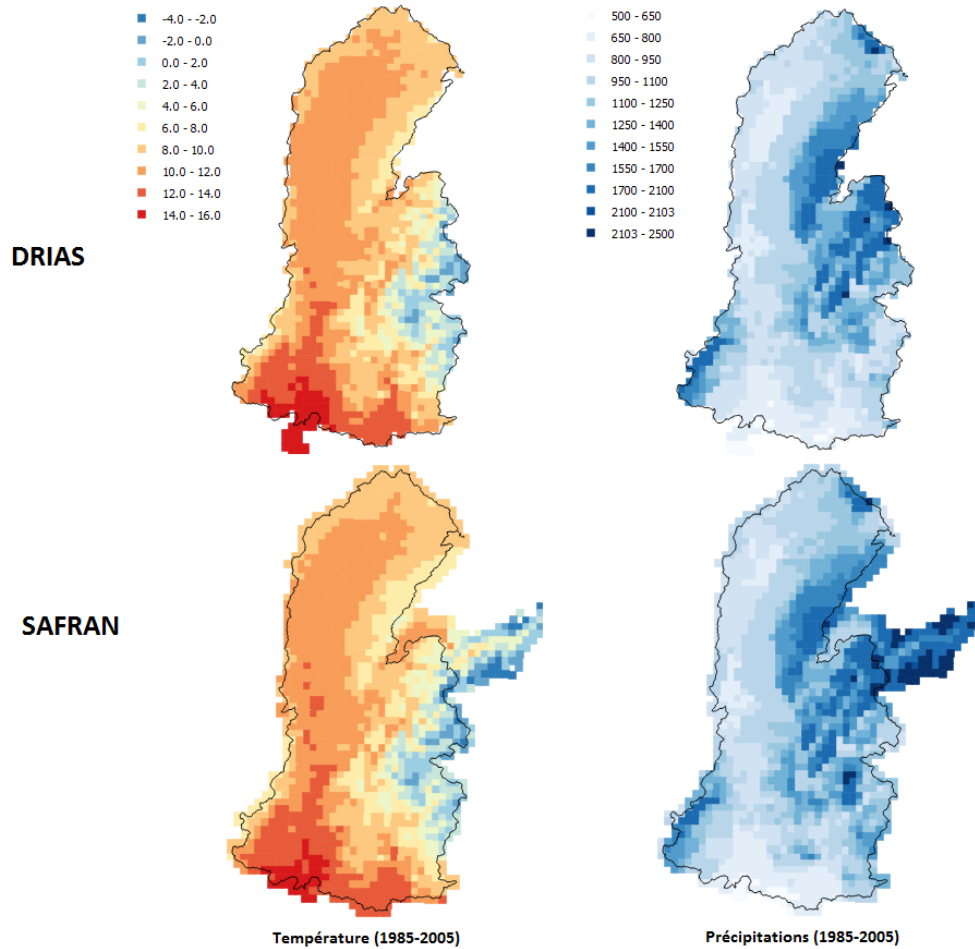 -4.0 - -2.0
-2.0 - 0.0
0.0 - 2.0
2.0 - 4.0
4.0 - 6.0
6.0 - 8.0
8.0 - 10.0
10.0 - 12.0
12.0 - 14.0
14.0 - 16.0
500 - 650
650 - 800
800 - 950
950 - 1100
1100 - 1250
1250 - 1400
1400 - 1550
1550 - 1700
1700 - 2100
2100 - 2103
2103 - 2500
DRIAS
SAFRAN
Température (1985-2005)
Précipitations (1985-2005)